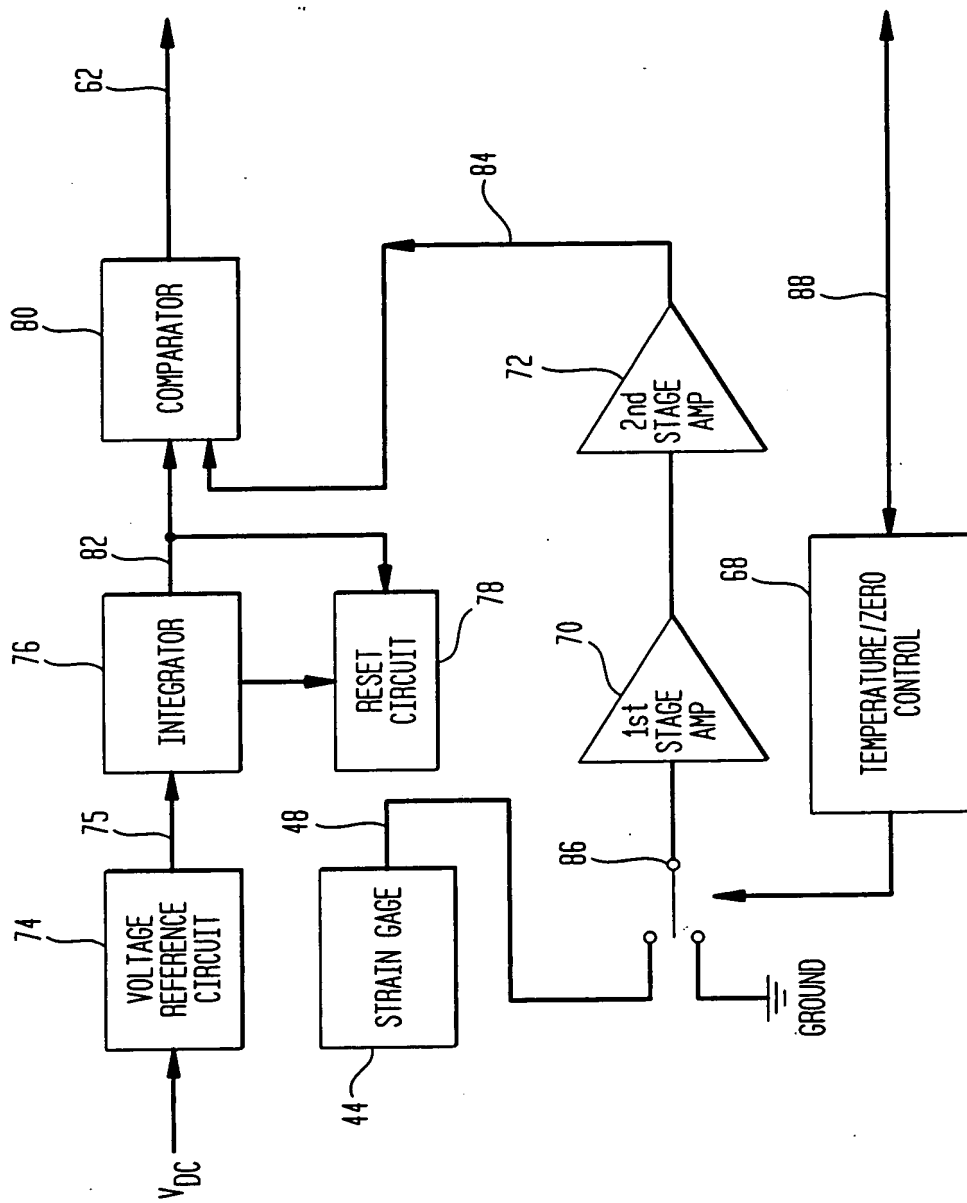 62
80
COMPARATOR
84
82
76
INTEGRATOR
78
RESET
CIRCUIT
75
74
VOLTAGE
REFERENCE
CIRCUIT
VDC
48
STRAIN GAGE
44
72
2nd
STAGE
AMP
70
1st
STAGE
AMP
86
GROUND
88
68
TEMPERATURE/ZERO
CONTROL